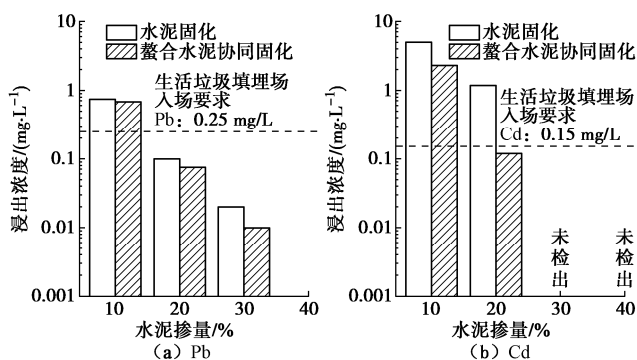 10
水泥固化
螯合水泥协同固化
生活垃圾填埋场
入场要求
Pb：0.25 mg/L
1
0.1
0.01
0.001
浸出浓度/(mg·L⁻¹)
10
20
30
40
水泥掺量/%
（a）Pb
10
水泥固化
螯合水泥协同固化
生活垃圾填埋场
入场要求
Cd：0.15 mg/L
1
0.1
0.01
0.001
浸出浓度/(mg·L⁻¹)
未检出
未检出
10
20
30
40
水泥掺量/%
（b）Cd